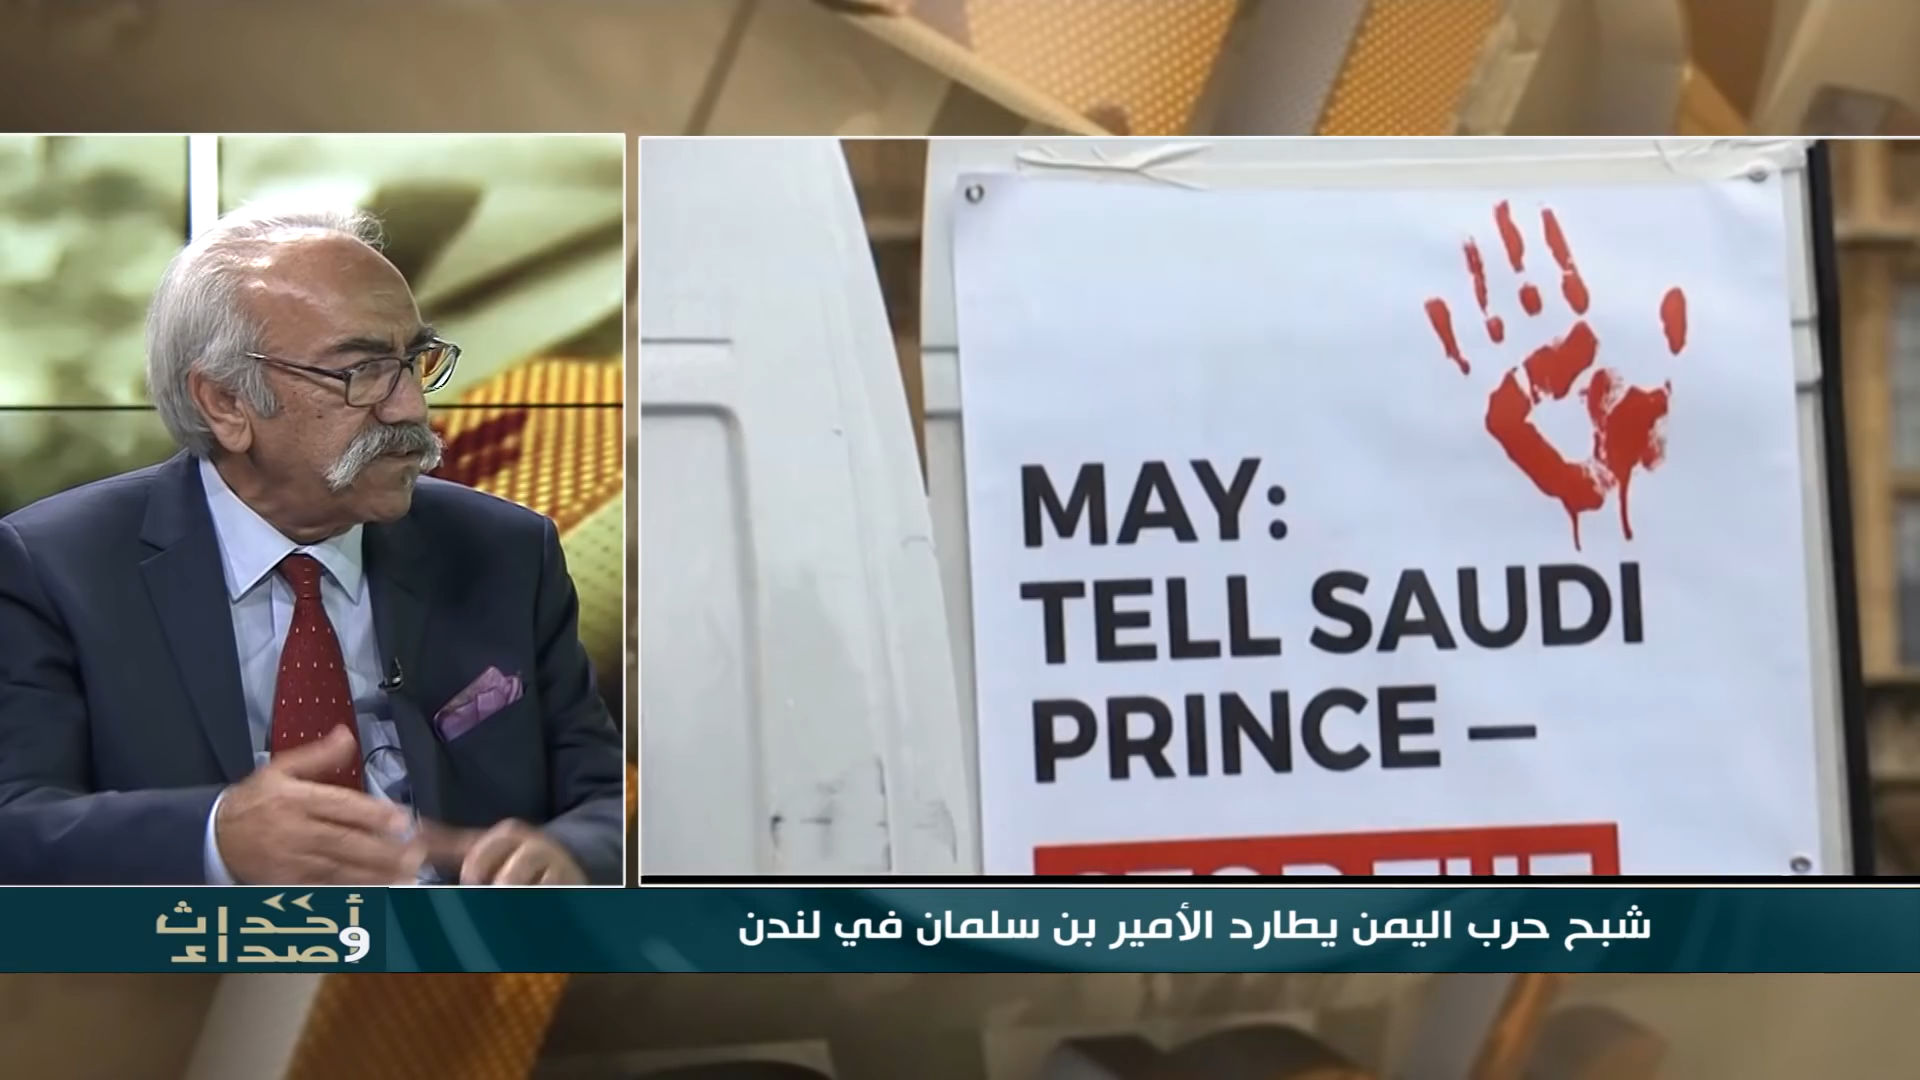 MAY:
TELL SAUDI
PRINCE –
شبح حرب اليمن يطارد الأمير بن سلمان في لندن
أحداث
وصداء